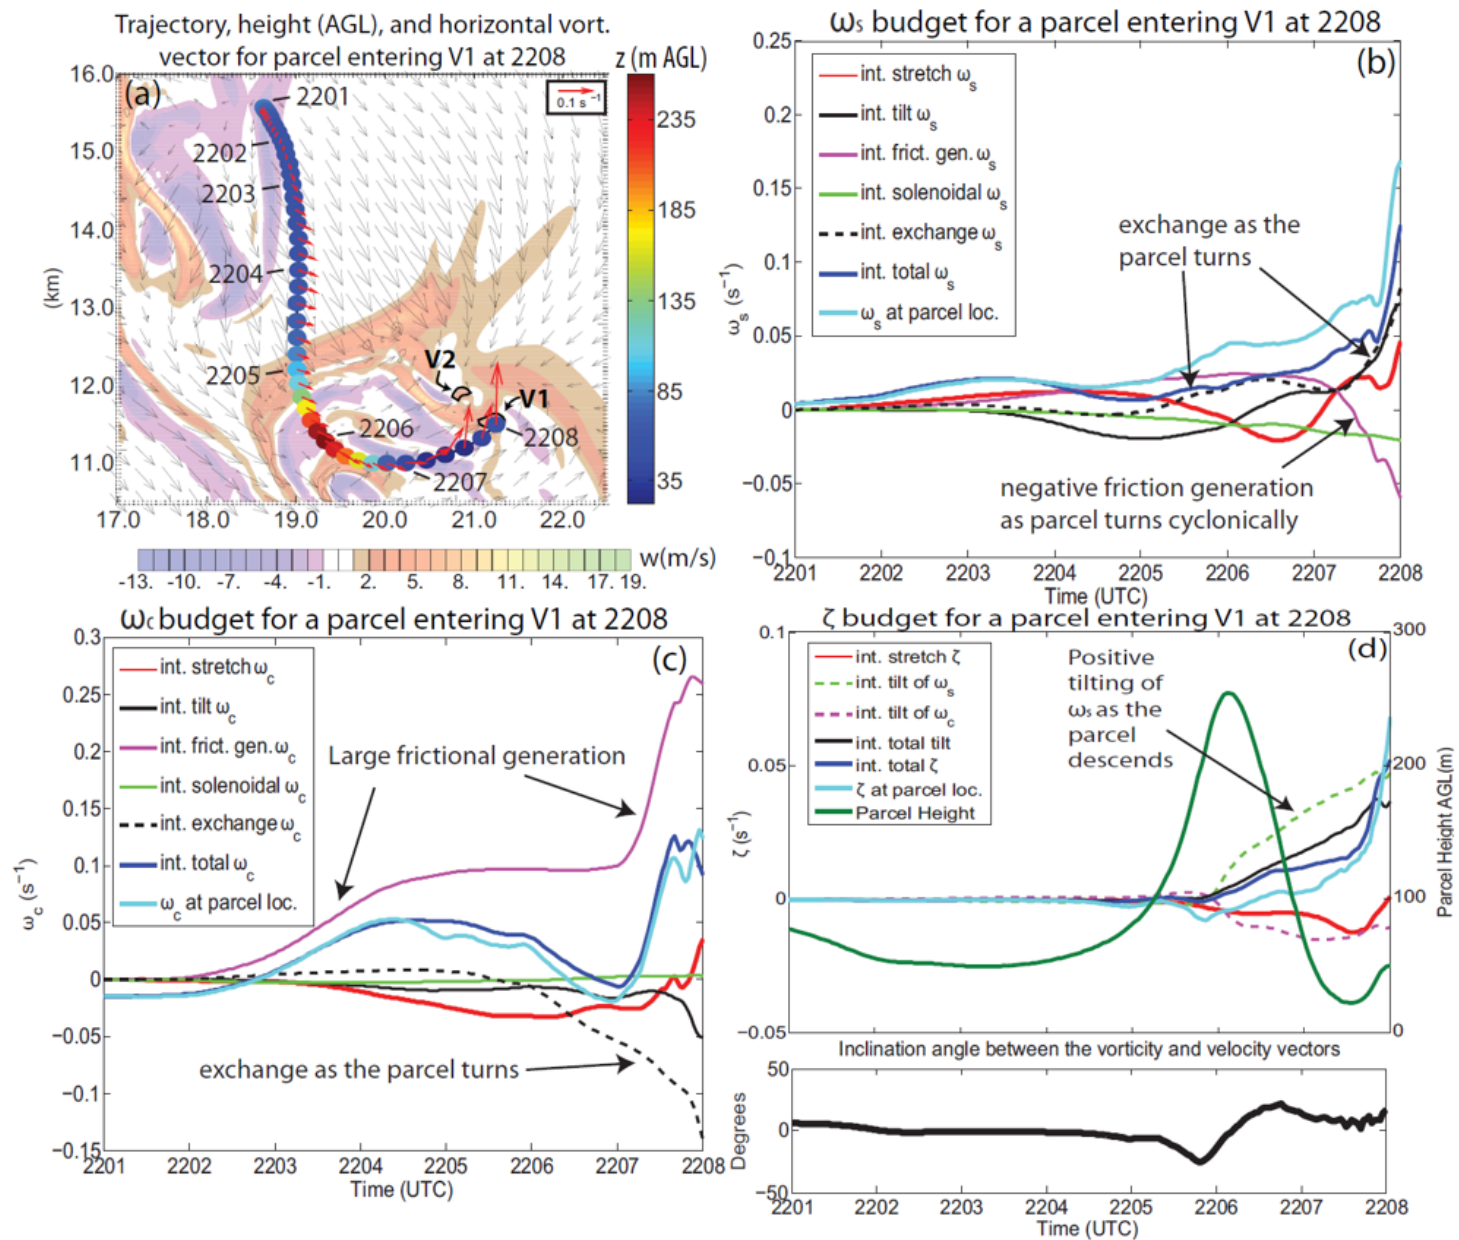 Trajectory, height (AGL), and horizontal vort.
vector for parcel entering V1 at 2208
z (m AGL)
(a)
0.1 s⁻¹
2201
2202
2203
2204
2205
2206
2207
2208
V2
V1
16.0
15.0
14.0
13.0
12.0
11.0
(km)
17.0 18.0 19.0 20.0 21.0 22.0
235
185
135
85
35
-13. -10. -7. -4. -1. 2. 5. 8. 11. 14. 17. 19.
w(m/s)
ωs budget for a parcel entering V1 at 2208
(b)
int. stretch ωs
int. tilt ωs
int. frict. gen. ωs
int. solenoidal ωs
int. exchange ωs
int. total ωs
ωs at parcel loc.
exchange as the
parcel turns
negative friction generation
as parcel turns cyclonically
0.25
0.2
0.15
0.1
0.05
0
−0.05
−0.1
ωs (s⁻¹)
2201 2202 2203 2204 2205 2206 2207 2208
Time (UTC)
ωc budget for a parcel entering V1 at 2208
(c)
int. stretch ωc
int. tilt ωc
int. frict. gen. ωc
int. solenoidal ωc
int. exchange ωc
int. total ωc
ωc at parcel loc.
Large frictional generation
exchange as the parcel turns
0.3
0.25
0.2
0.15
0.1
0.05
0
−0.05
−0.1
−0.15
ωc (s⁻¹)
2201 2202 2203 2204 2205 2206 2207 2208
Time (UTC)
ζ budget for a parcel entering V1 at 2208
(d)
int. stretch ζ
int. tilt of ωs
int. tilt of ωc
int. total tilt
int. total ζ
ζ at parcel loc.
Parcel Height
Positive
tilting of
ωs as the
parcel
descends
0.1
0.05
0
−0.05
ζ (s⁻¹)
300
200
100
0
Parcel Height AGL(m)
2201 2202 2203 2204 2205 2206 2207 2208
Inclination angle between the vorticity and velocity vectors
50
0
−50
Degrees
2201 2202 2203 2204 2205 2206 2207 2208
Time (UTC)